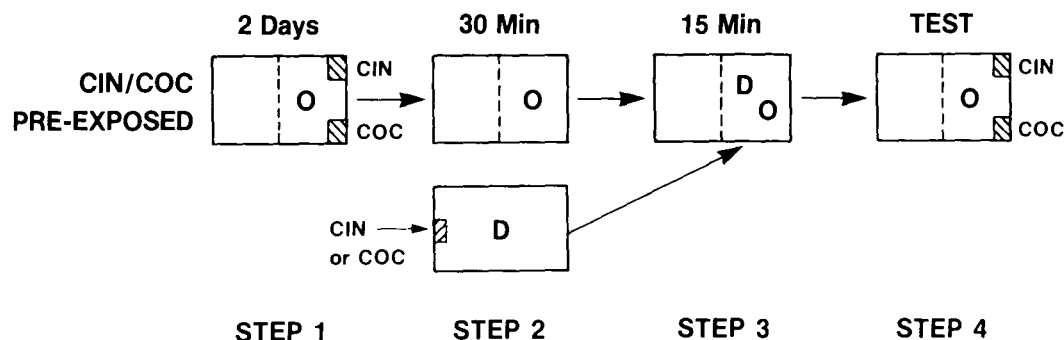 2 Days
30 Min
15 Min
TEST
CIN/COC
PRE-EXPOSED
O
CIN
COC
O
D
O
O
CIN
COC
CIN
or COC
D
STEP 1
STEP 2
STEP 3
STEP 4